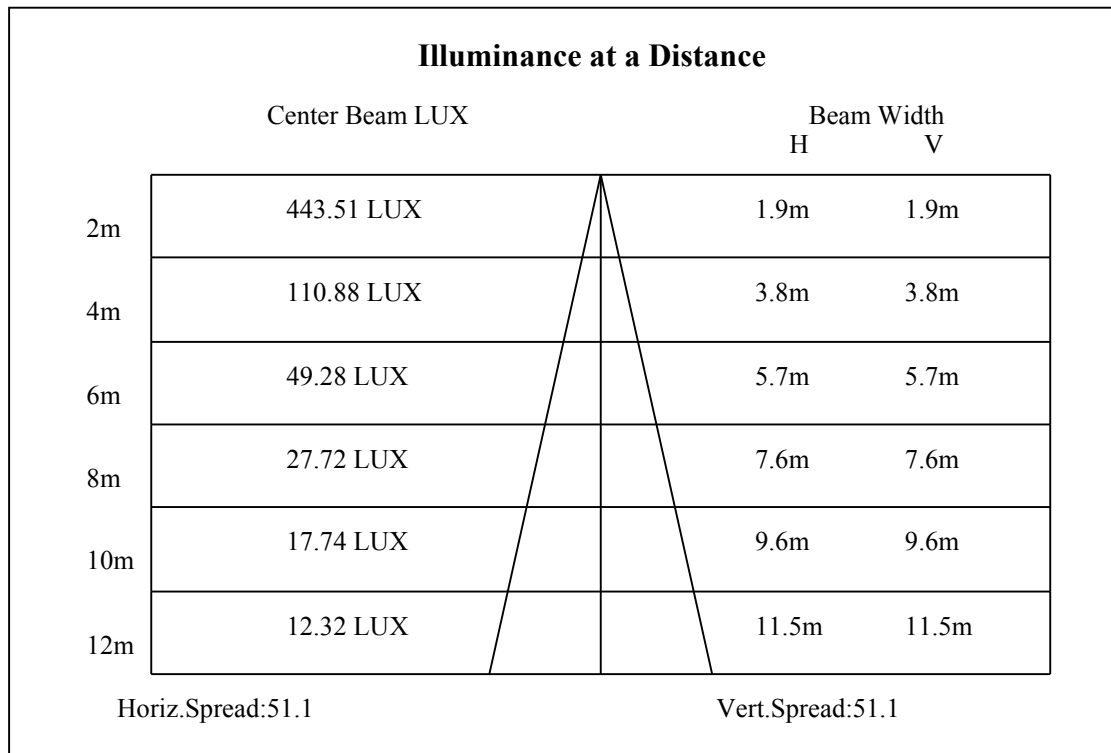 Illuminance at a Distance
Center Beam LUX Beam Width
H V
2m 443.51 LUX 1.9m 1.9m
4m 110.88 LUX 3.8m 3.8m
6m 49.28 LUX 5.7m 5.7m
8m 27.72 LUX 7.6m 7.6m
10m 17.74 LUX 9.6m 9.6m
12m 12.32 LUX 11.5m 11.5m
Horiz.Spread:51.1 Vert.Spread:51.1